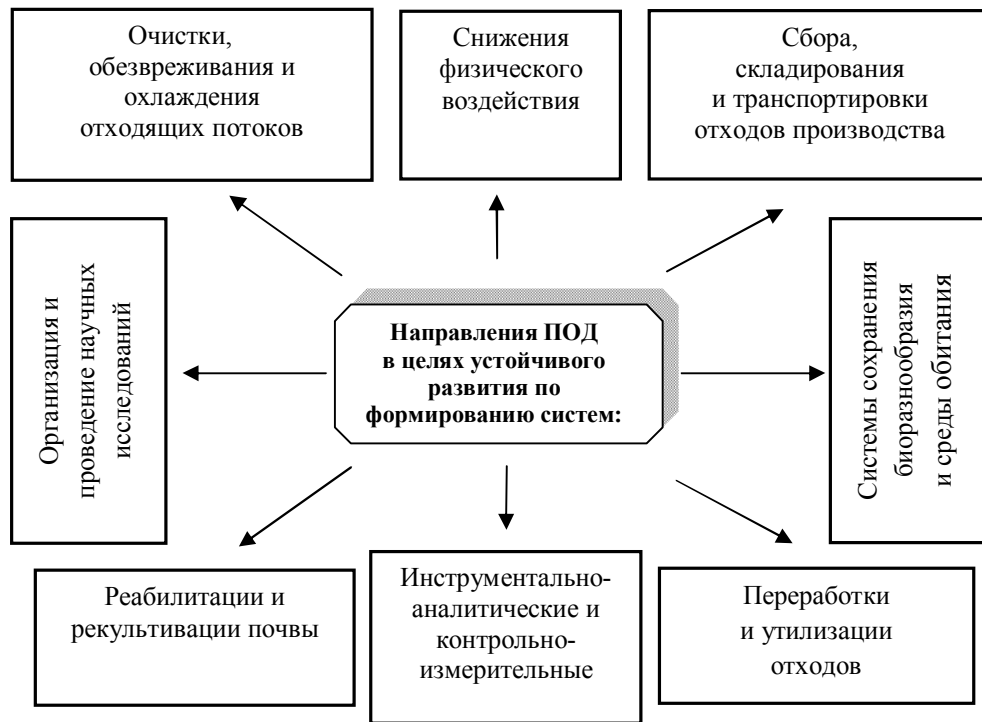 Очистки,
обезвреживания и
охлаждения
отходящих потоков
Снижения
физического
воздействия
Сбора,
складирования
и транспортировки
отходов производства
Организация и
проведение научных
исследований
Направления ПОД
в целях устойчивого
развития по
формированию систем:
Системы сохранения
биоразнообразия
и среды обитания
Реабилитации и
рекультивации почвы
Инструментально-
аналитические и
контрольно-
измерительные
Переработки
и утилизации
отходов